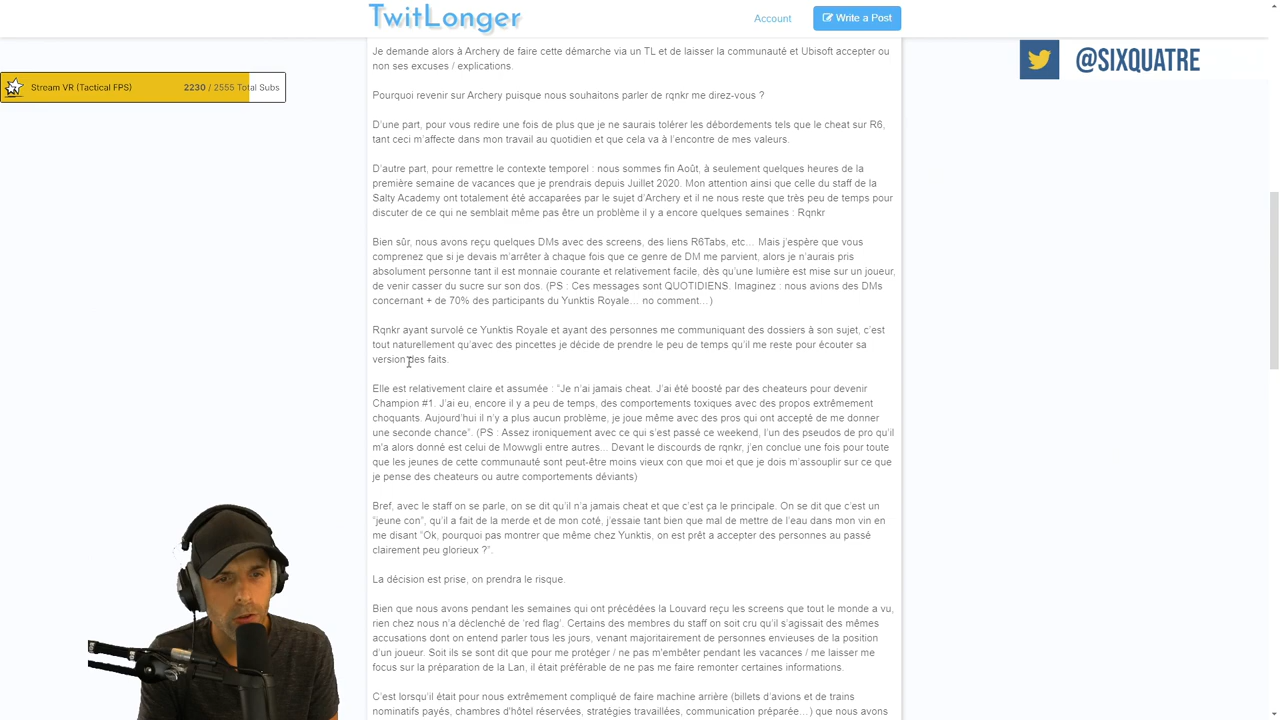 TwitLonger
Account
Write a Post
@SIXQUATRE
Stream VR (Tactical FPS)
2230 / 2555 Total Subs
Je demande alors à Archery de faire cette démarche via un TL et de laisser la communauté et Ubisoft accepter ou
non ses excuses / explications.
Pourquoi revenir sur Archery puisque nous souhaitons parler de rqnkr me direz-vous ?
D'une part, pour vous redire une fois de plus que je ne saurais tolérer les débordements tels que le cheat sur R6,
tant ceci m'affecte dans mon travail au quotidien et que cela va à l'encontre de mes valeurs.
D'autre part, pour remettre le contexte temporel : nous sommes fin Août, à seulement quelques heures de la
première semaine de vacances que je prendrais depuis Juillet 2020. Mon attention ainsi que celle du staff de la
Salty Academy ont totalement été accaparées par le sujet d'Archery et il ne nous reste que très peu de temps pour
discuter de ce qui ne semblait même pas être un problème il y a encore quelques semaines : Rqnkr
Bien sûr, nous avons reçu quelques DMs avec des screens, des liens R6Tabs, etc... Mais j'espère que vous
comprenez que si je devais m'arrêter à chaque fois que ce genre de DM me parvient, alors je n'aurais pris
absolument personne tant il est monnaie courante et relativement facile, dès qu'une lumière est mise sur un joueur,
de venir casser du sucre sur son dos. (PS : Ces messages sont QUOTIDIENS. Imaginez : nous avions des DMs
concernant + de 70% des participants du Yunktis Royale... no comment...)
Rqnkr ayant survolé ce Yunktis Royale et ayant des personnes me communiquant des dossiers à son sujet, c'est
tout naturellement qu'avec des pincettes je décide de prendre le peu de temps qu'il me reste pour écouter sa
version des faits.
Elle est relativement claire et assumée : "Je n'ai jamais cheat. J'ai été boosté par des cheateurs pour devenir
Champion #1. J'ai eu, encore il y a peu de temps, des comportements toxiques avec des propos extrêmement
choquants. Aujourd'hui il n'y a plus aucun problème, je joue même avec des pros qui ont accepté de me donner
une seconde chance". (PS : Assez ironiquement avec ce qui s'est passé ce weekend, l'un des pseudos de pro qu'il
m'a alors donné est celui de Mowwgli entre autres... Devant le discourds de rqnkr, j'en conclue une fois pour toute
que les jeunes de cette communauté sont peut-être moins vieux con que moi et que je dois m'assouplir sur ce que
je pense des cheateurs ou autre comportements déviants)
Bref, avec le staff on se parle, on se dit qu'il n'a jamais cheat et que c'est ça le principale. On se dit que c'est un
"jeune con", qu'il a fait de la merde et de mon coté, j'essaie tant bien que mal de mettre de l'eau dans mon vin en
me disant "Ok, pourquoi pas montrer que même chez Yunktis, on est prêt a accepter des personnes au passé
clairement peu glorieux ?".
La décision est prise, on prendra le risque.
Bien que nous avons pendant les semaines qui ont précédées la Louvard reçu les screens que tout le monde a vu,
rien chez nous n'a déclenché de 'red flag'. Certains des membres du staff on soit cru qu'il s'agissait des mêmes
accusations dont on entend parler tous les jours, venant majoritairement de personnes envieuses de la position
d'un joueur. Soit ils se sont dit que pour me protéger / ne pas m'embêter pendant les vacances / me laisser me
focus sur la préparation de la Lan, il était préférable de ne pas me faire remonter certaines informations.
C'est lorsqu'il était pour nous extrêmement compliqué de faire machine arrière (billets d'avions et de trains
nominatifs payés, chambres d'hôtel réservées, stratégies travaillées, communication préparée...) que nous avons